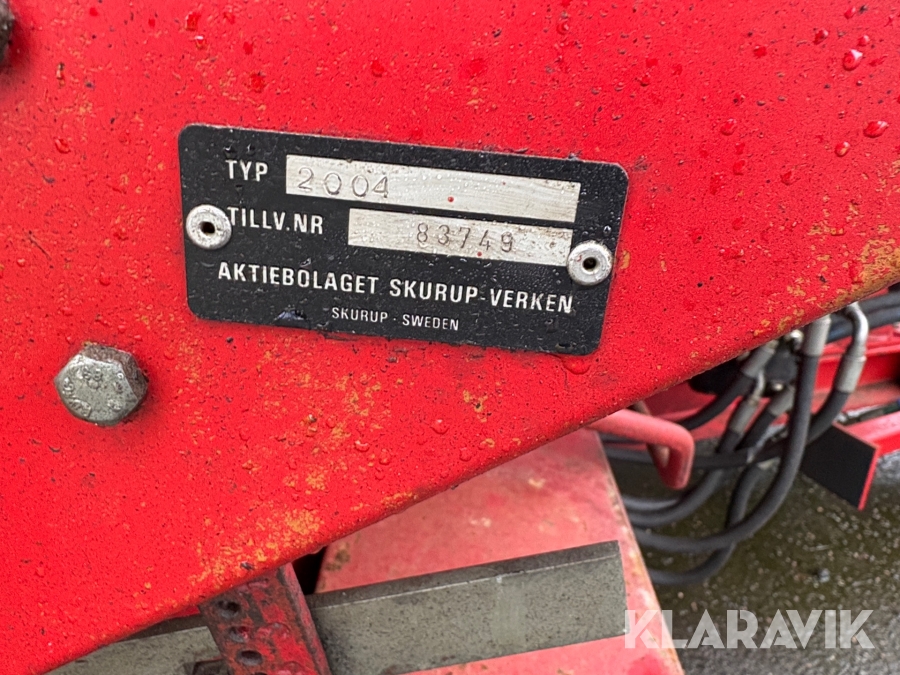 TYP 2004
TILLV.NR 83749
AKTIEBOLAGET SKURUP-VERKEN
SKURUP - SWEDEN
KLARAVIK